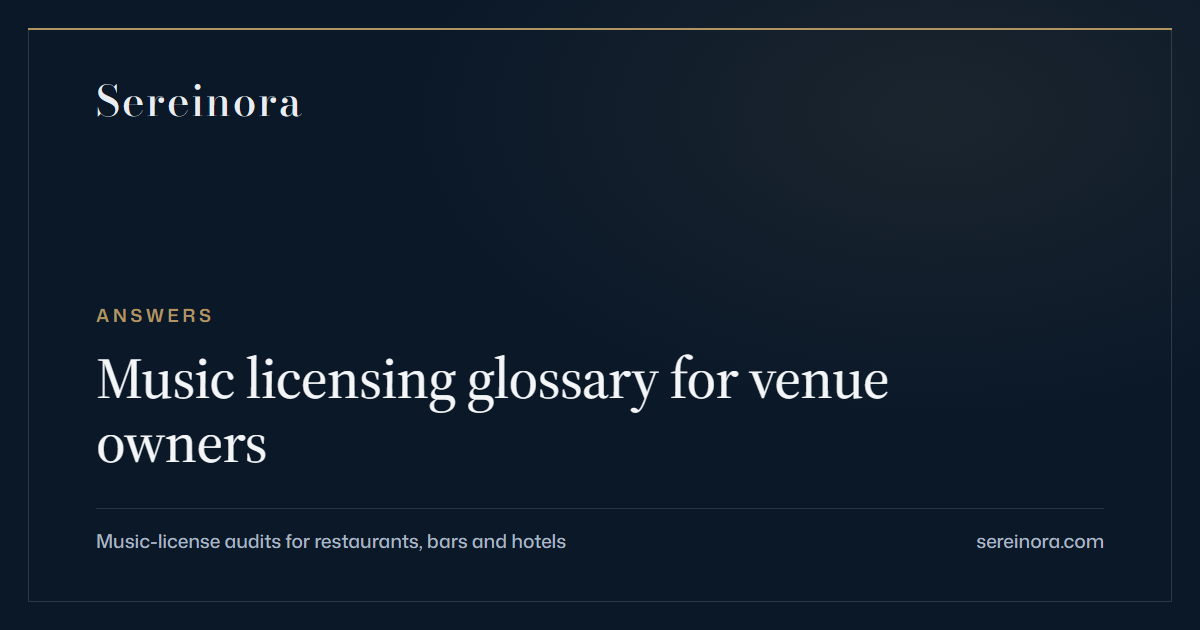 Sereinora
ANSWERS
Music licensing glossary for venue
owners
Music-license audits for restaurants, bars and hotels
sereinora.com